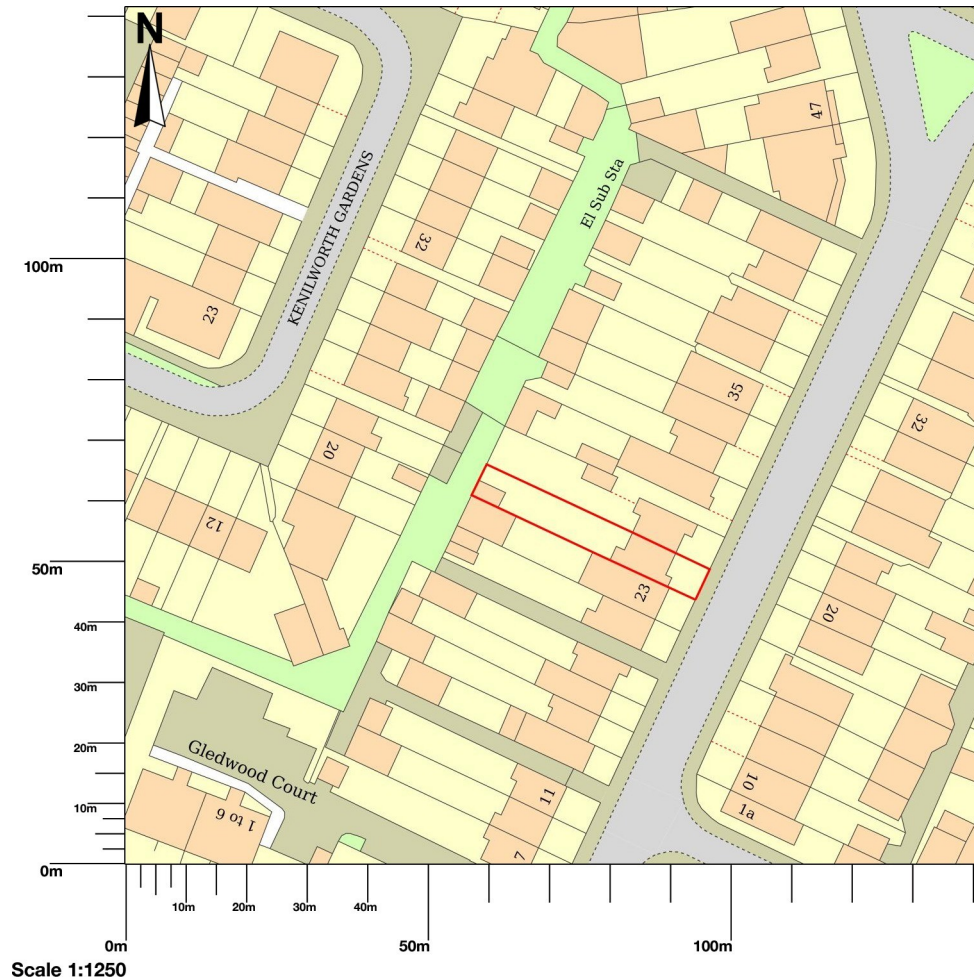 N
47
El Sub Sta
32
KENILWORTH GARDENS
100m
23
35
32
20
12
50m
23
40m
20
30m
20m
Gledwood Court
10m
11
10
1a
1 to 6
7
0m
10m
20m
30m
40m
0m
50m
100m
Scale 1:1250